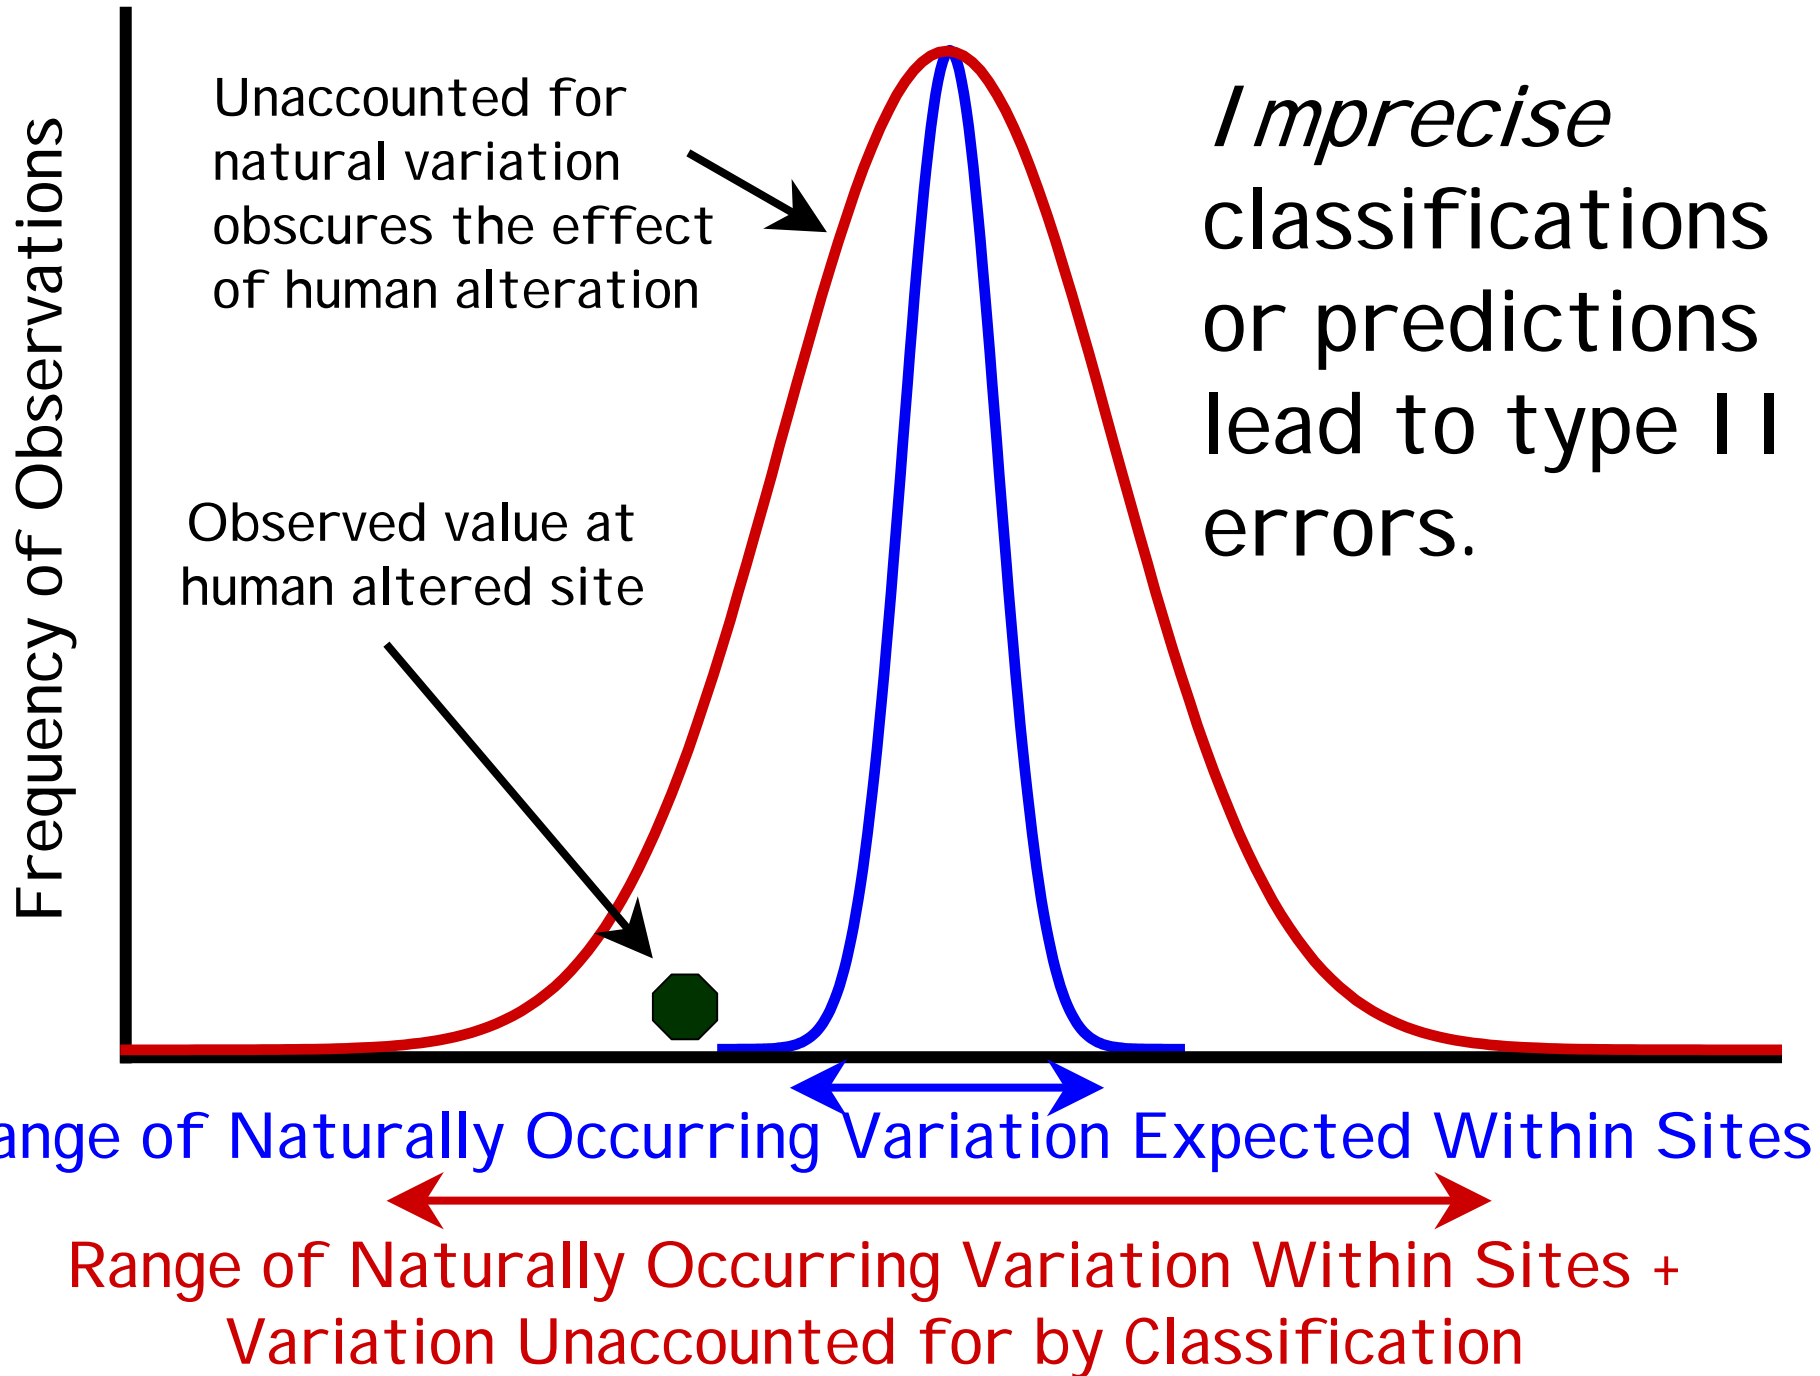 Unaccounted for
natural variation
obscures the effect
of human alteration
Imprecise
classifications
or predictions
lead to type II
errors.
Frequency of Observations
Observed value at
human altered site
ange of Naturally Occurring Variation Expected Within Sites
Range of Naturally Occurring Variation Within Sites +
Variation Unaccounted for by Classification